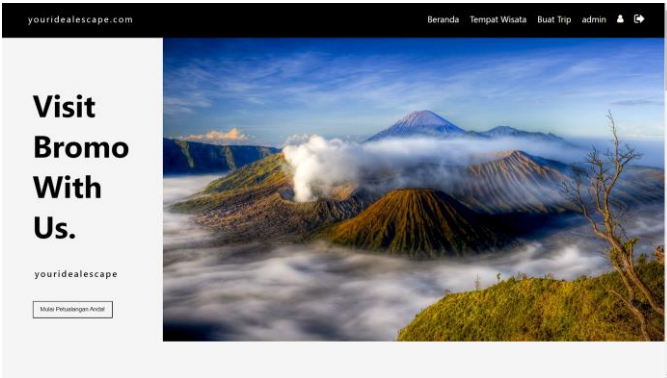 youridealescape.com
Beranda Tempat Wisata Buat Trip admin
Visit
Bromo
With
Us.
youridealescape
Mulai Petualangan Anda!